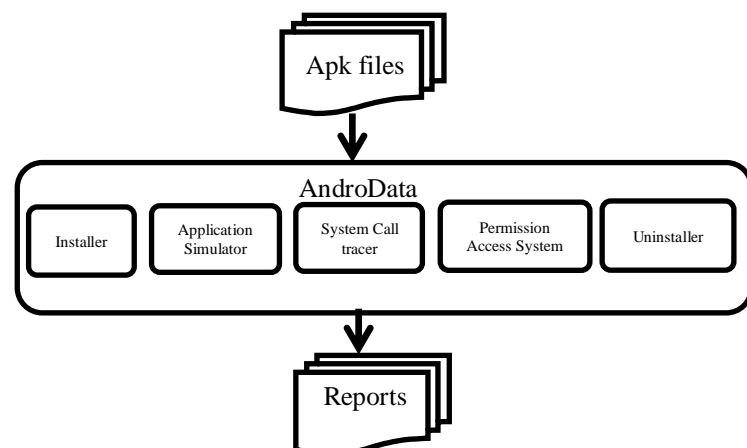 Apk files
AndroData
Installer
Application
Simulator
System Call
tracer
Permission
Access System
Uninstaller
Reports